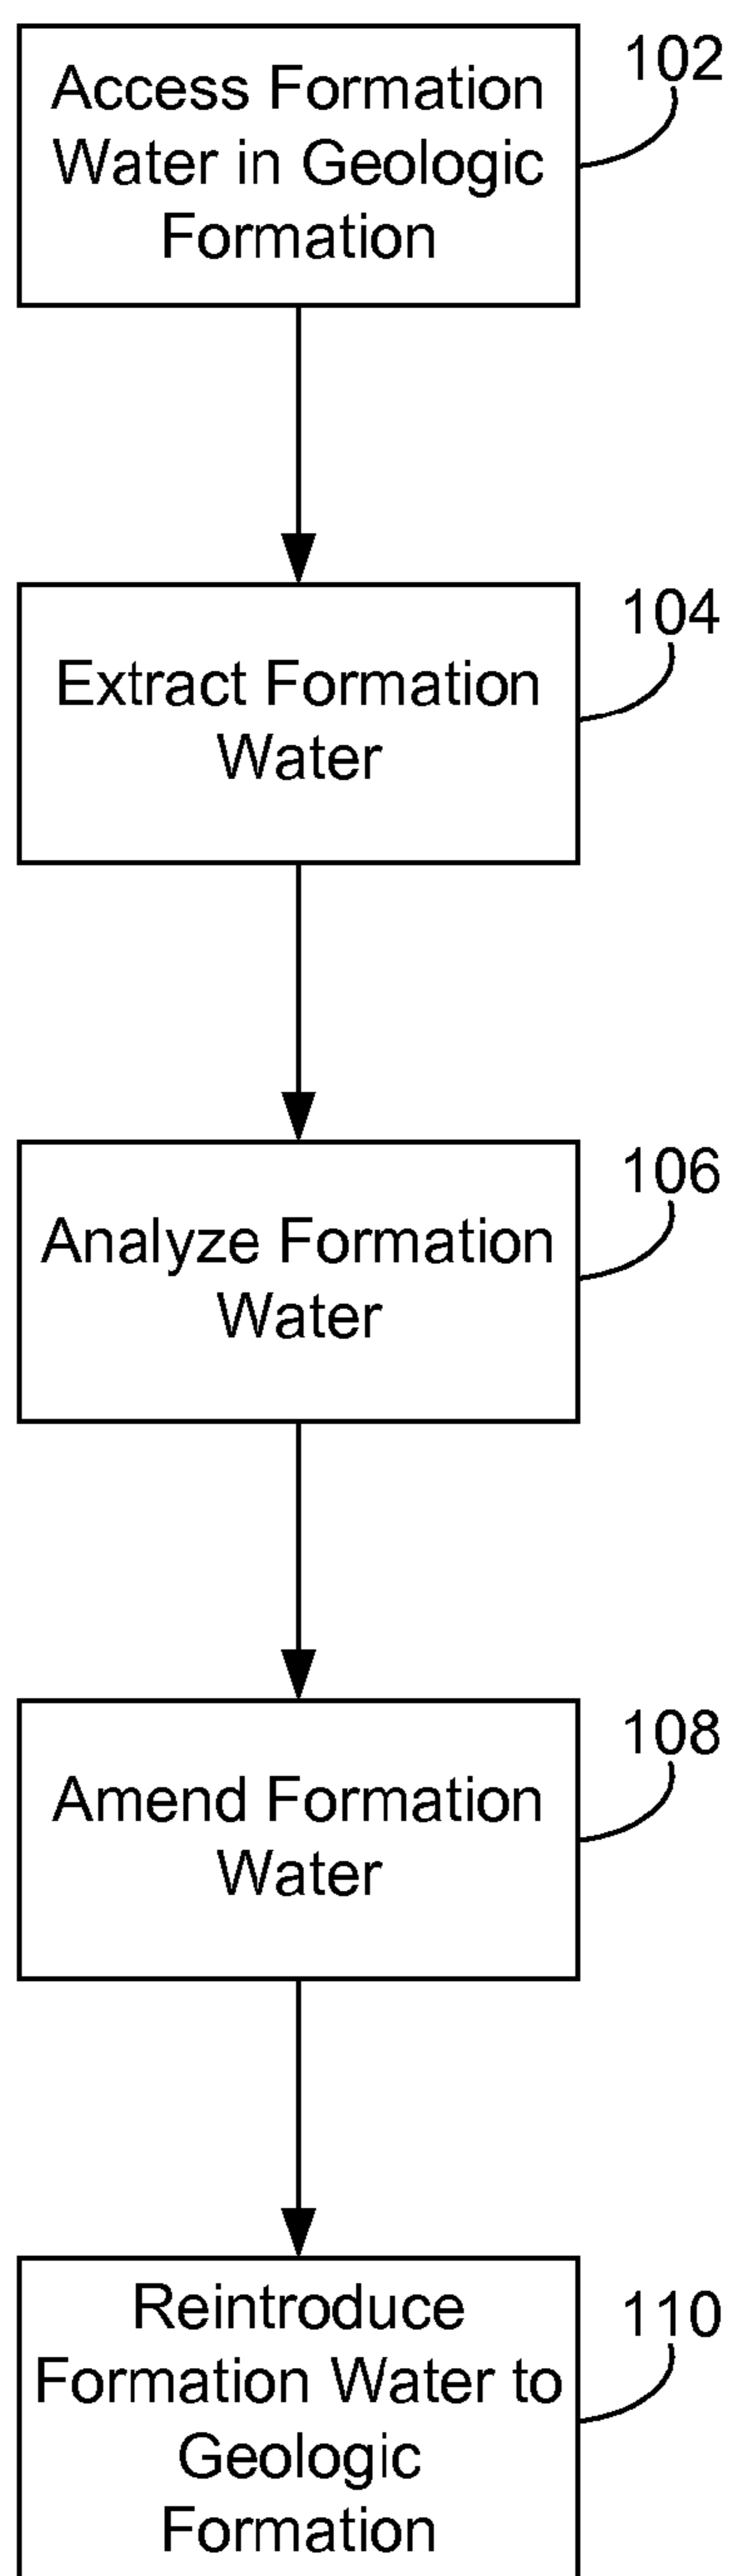 Access Formation
Water in Geologic
Formation
102
Extract Formation
Water
104
Analyze Formation
Water
106
Amend Formation
Water
108
Reintroduce
Formation Water to
Geologic
Formation
110